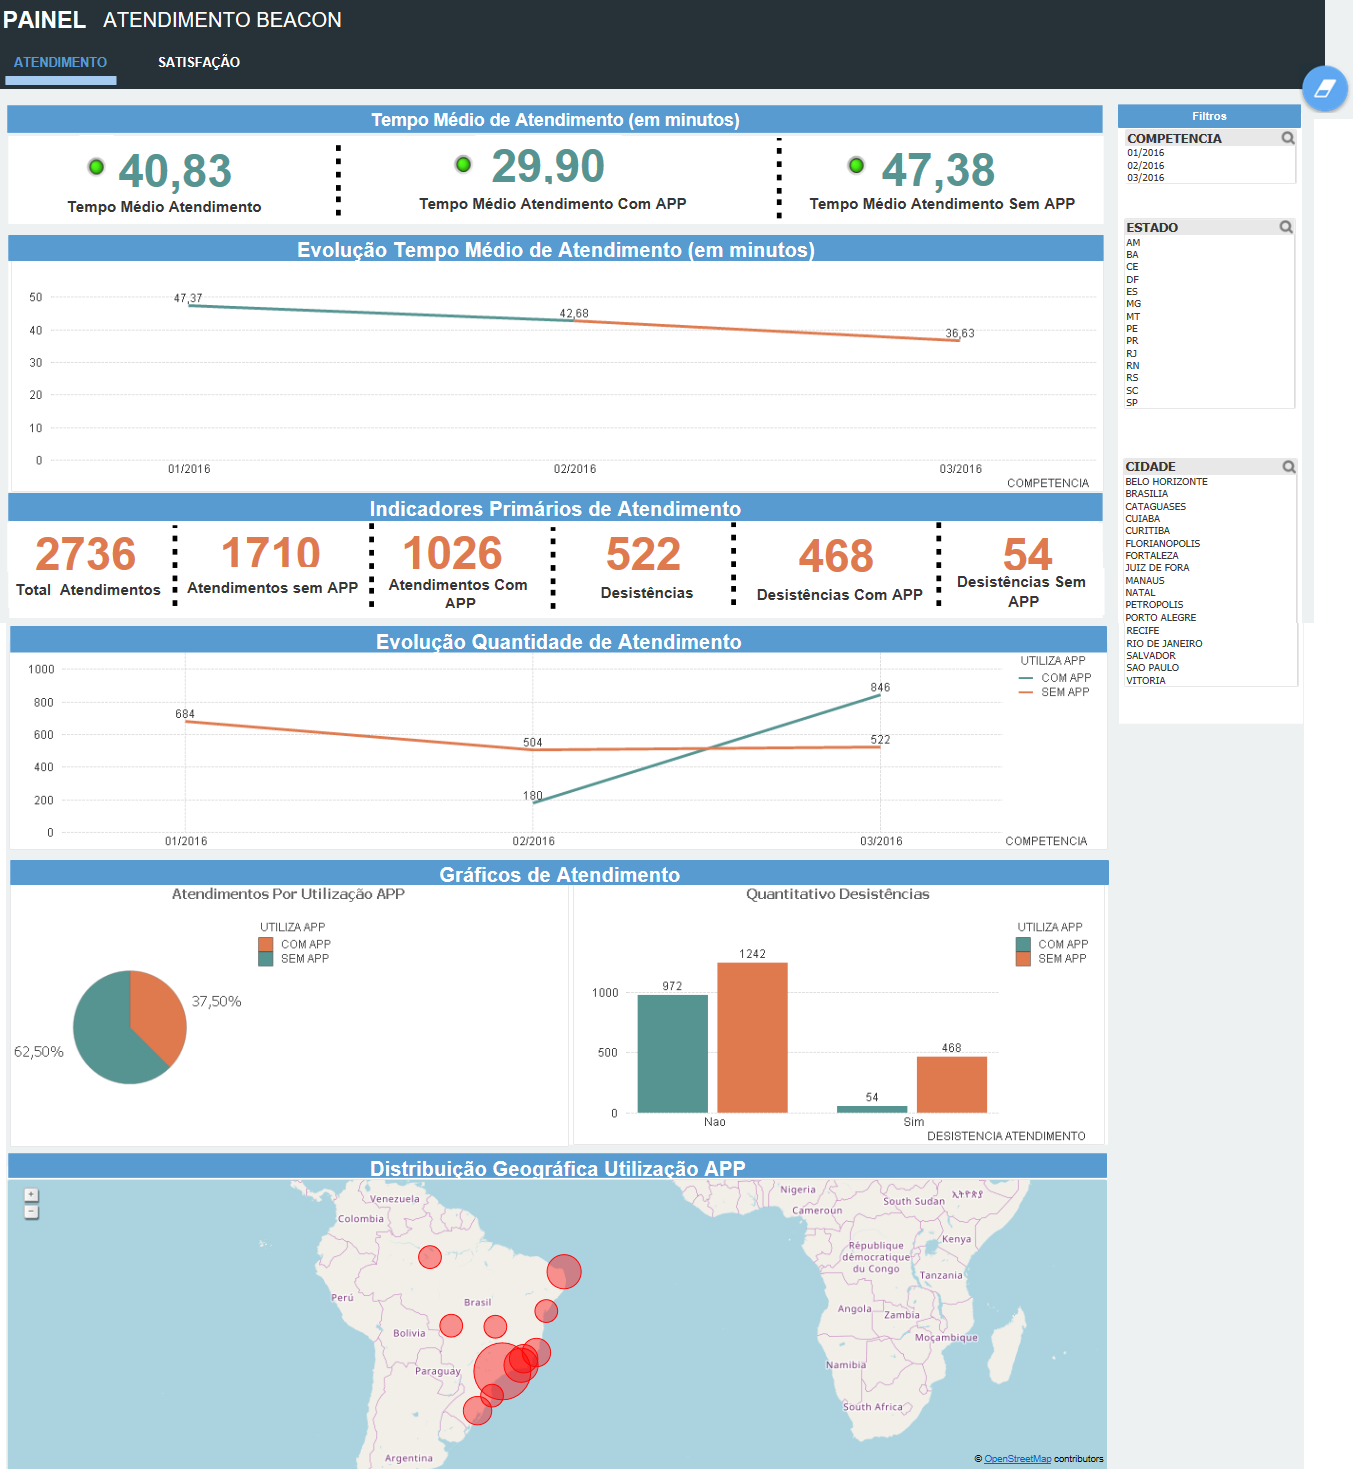 PAINEL ATENDIMENTO BEACON
ATENDIMENTO SATISFAÇÃO
Tempo Médio de Atendimento (em minutos)
40,83
Tempo Médio Atendimento
29,90
Tempo Médio Atendimento Com APP
47,38
Tempo Médio Atendimento Sem APP
Evolução Tempo Médio de Atendimento (em minutos)
50
40
30
20
10
0
47,37
42,68
36,63
01/2016
02/2016
03/2016
COMPETENCIA
Indicadores Primários de Atendimento
2736
Total Atendimentos
1710
Atendimentos sem APP
1026
Atendimentos Com
APP
522
Desistências
468
Desistências Com APP
54
Desistências Sem
APP
Evolução Quantidade de Atendimento
1000
800
600
400
200
0
684
504
180
846
522
UTILIZA APP
COM APP
SEM APP
01/2016
02/2016
03/2016
COMPETENCIA
Gráficos de Atendimento
Atendimentos Por Utilização APP
UTILIZA APP
COM APP
SEM APP
37,50%
62,50%
Quantitativo Desistências
UTILIZA APP
COM APP
SEM APP
1000
500
0
972
1242
54
468
Nao
Sim
DESISTENCIA ATENDIMENTO
Distribuição Geográfica Utilização APP
+
−
Venezuela
Colombia
Perú
Brasil
Bolivia
Paraguay
Argentina
Nigeria
Cameroun
South Sudan
ኢትዮጵያ
Kenya
République
démocratique
du Congo
Tanzania
Angola
Zambia
Moçambique
Namibia
South Africa
© OpenStreetMap contributors
Filtros
COMPETENCIA
01/2016
02/2016
03/2016
ESTADO
AM
BA
CE
DF
ES
MG
MT
PE
PR
RJ
RN
RS
SC
SP
CIDADE
BELO HORIZONTE
BRASILIA
CATAGUASES
CUIABA
CURITIBA
FLORIANOPOLIS
FORTALEZA
JUIZ DE FORA
MANAUS
NATAL
PETROPOLIS
PORTO ALEGRE
RECIFE
RIO DE JANEIRO
SALVADOR
SAO PAULO
VITORIA